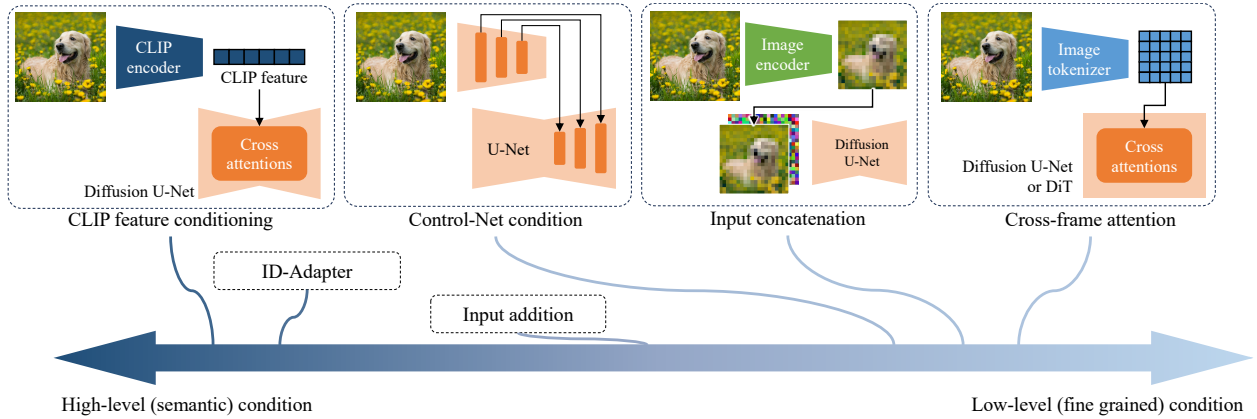 CLIP
encoder
CLIP feature
Cross
attentions
Diffusion U-Net
CLIP feature conditioning
U-Net
Control-Net condition
Image
encoder
Diffusion
U-Net
Input concatenation
Image
tokenizer
Cross
attentions
Diffusion U-Net
or DiT
Cross-frame attention
ID-Adapter
Input addition
High-level (semantic) condition
Low-level (fine grained) condition